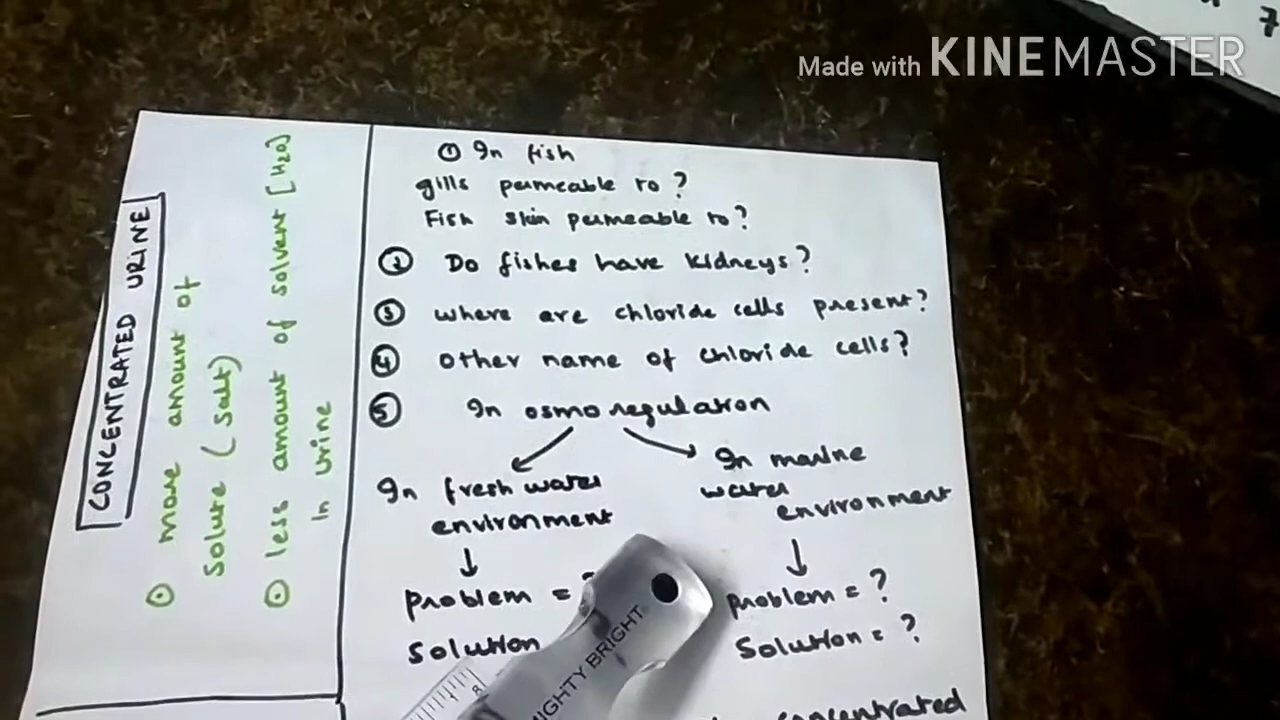 Made with KINEMASTER
7
CONCENTRATED URINE
more amount of
solute (salt)
less amount of solvent [H2O]
in urine
① In fish
gills permeable to ?
Fish skin permeable to?
② Do fishes have kidneys?
③ where are chloride cells present?
④ other name of chloride cells?
⑤ In osmoregulation
In fresh water
environment
Problem = ?
Solution
In marine
water
environment
Problem = ?
Solution = ?
concentrated
MIGHTY BRIGHT
8